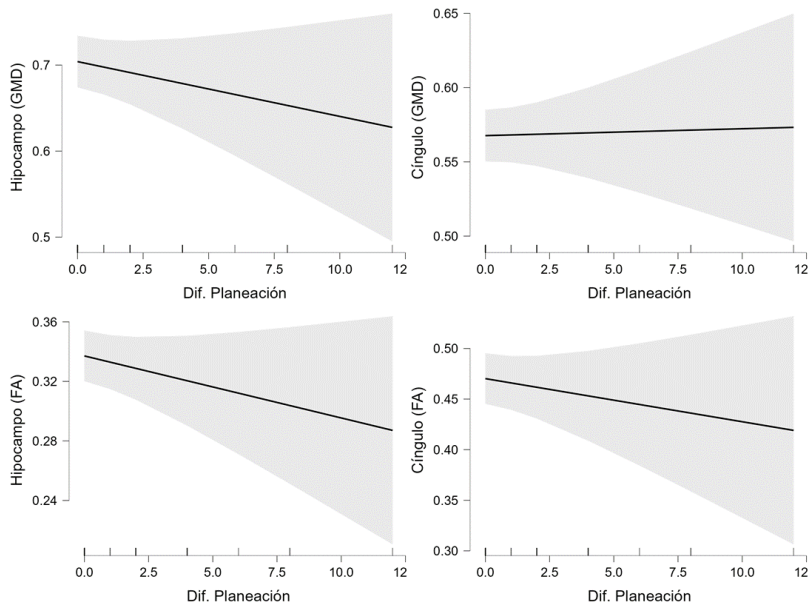 Hipocampo (GMD)
0.7
0.6
0.5
0.0 2.5 5.0 7.5 10.0 12
Dif. Planeación
Cíngulo (GMD)
0.65
0.60
0.55
0.50
0.0 2.5 5.0 7.5 10.0 12
Dif. Planeación
Hipocampo (FA)
0.36
0.32
0.28
0.24
0.0 2.5 5.0 7.5 10.0 12
Dif. Planeación
Cíngulo (FA)
0.50
0.45
0.40
0.35
0.30
0.0 2.5 5.0 7.5 10.0 12
Dif. Planeación